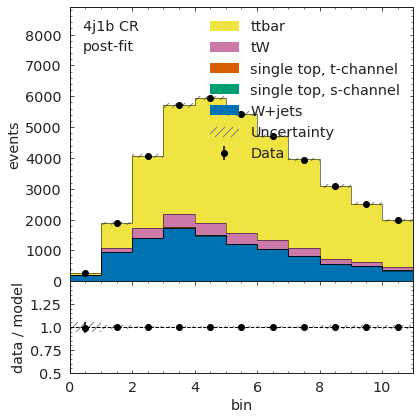 4j1b CR
post-fit
ttbar
tW
single top, t-channel
single top, s-channel
W+jets
Uncertainty
Data
events
8000
7000
6000
5000
4000
3000
2000
1000
0
data / model
1.25
1.0
0.75
0.5
0 2 4 6 8 10
bin